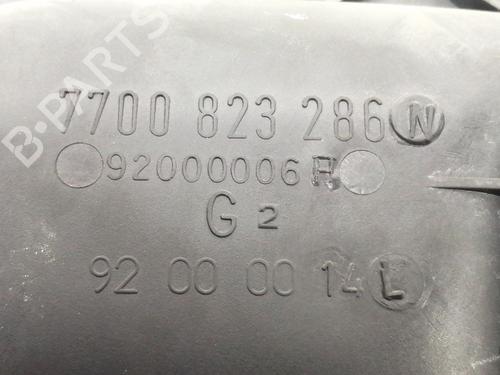 B-PARTS
7700 823 286 N
92000006 R
G 2
92 00 00 14 L